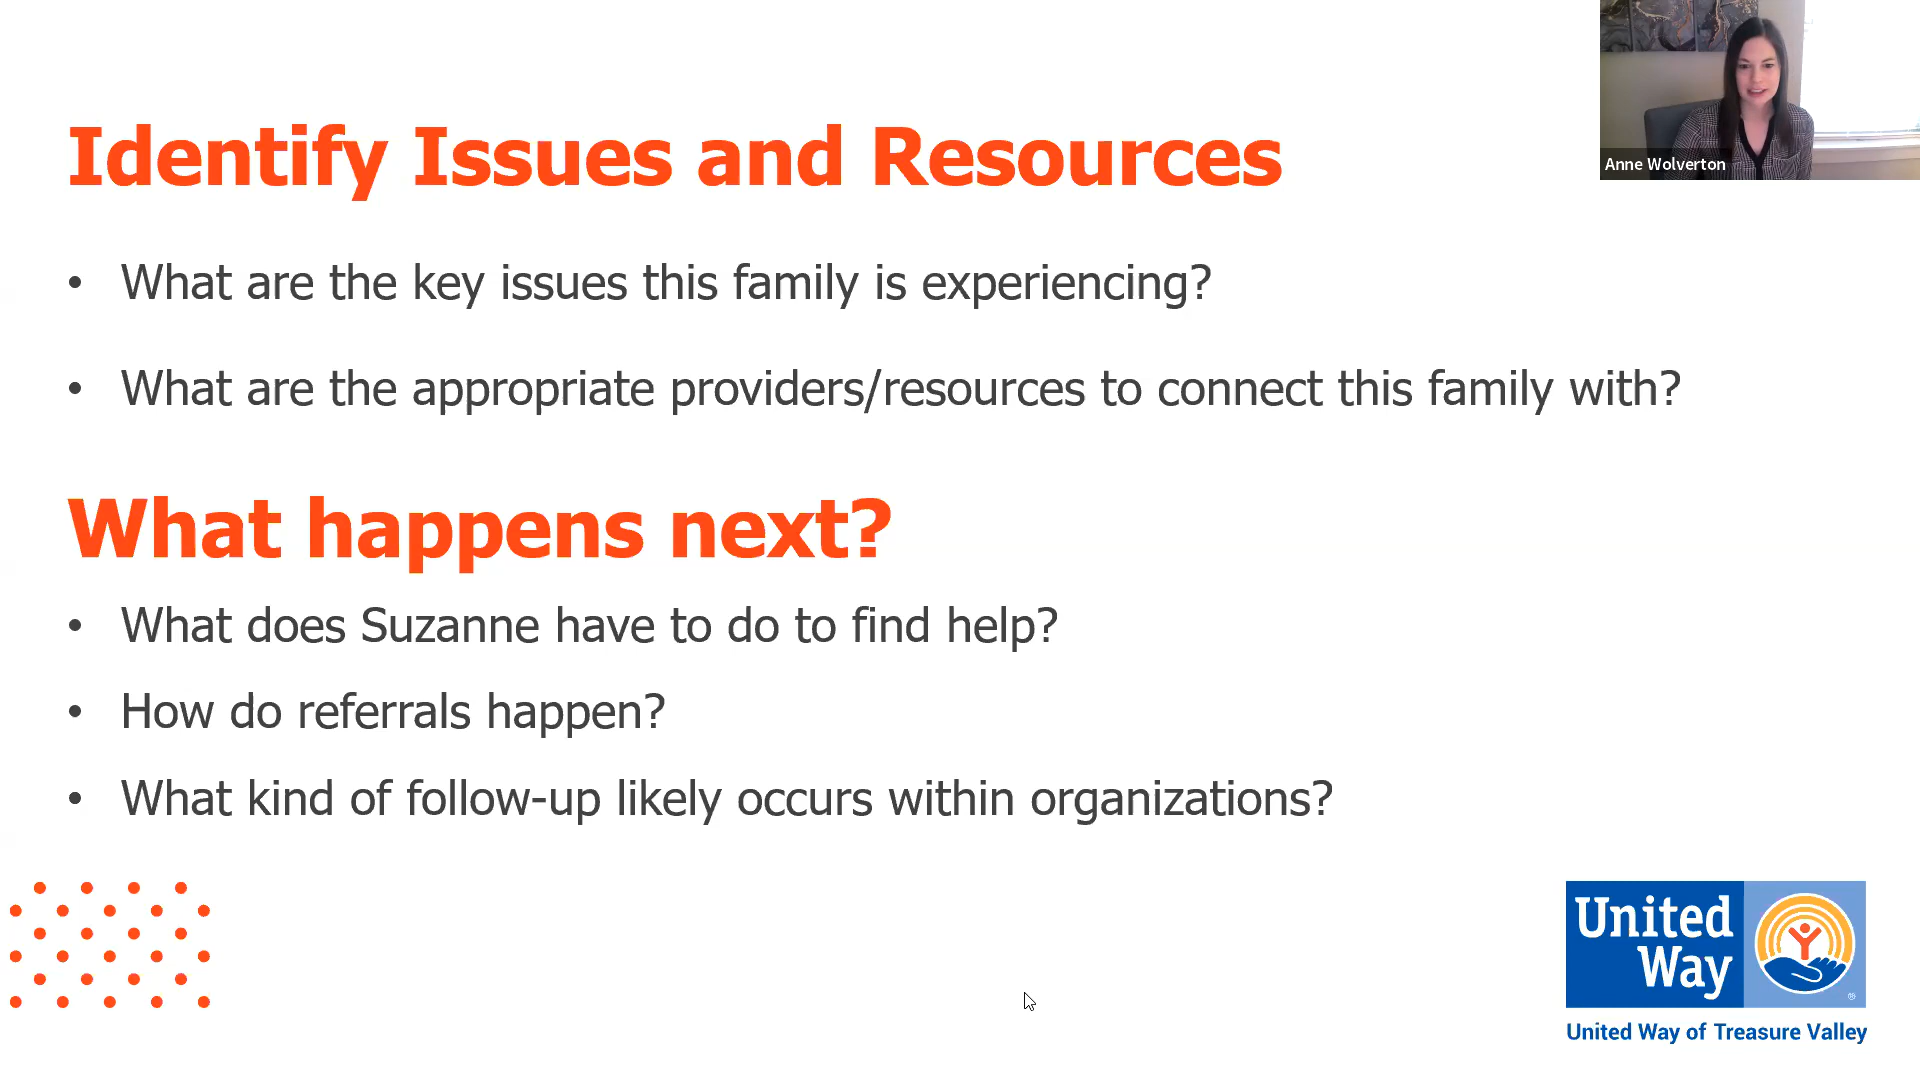 Identify Issues and Resources
• What are the key issues this family is experiencing?
• What are the appropriate providers/resources to connect this family with?
What happens next?
• What does Suzanne have to do to find help?
• How do referrals happen?
• What kind of follow-up likely occurs within organizations?
Anne Wolverton
United
Way
®
United Way of Treasure Valley